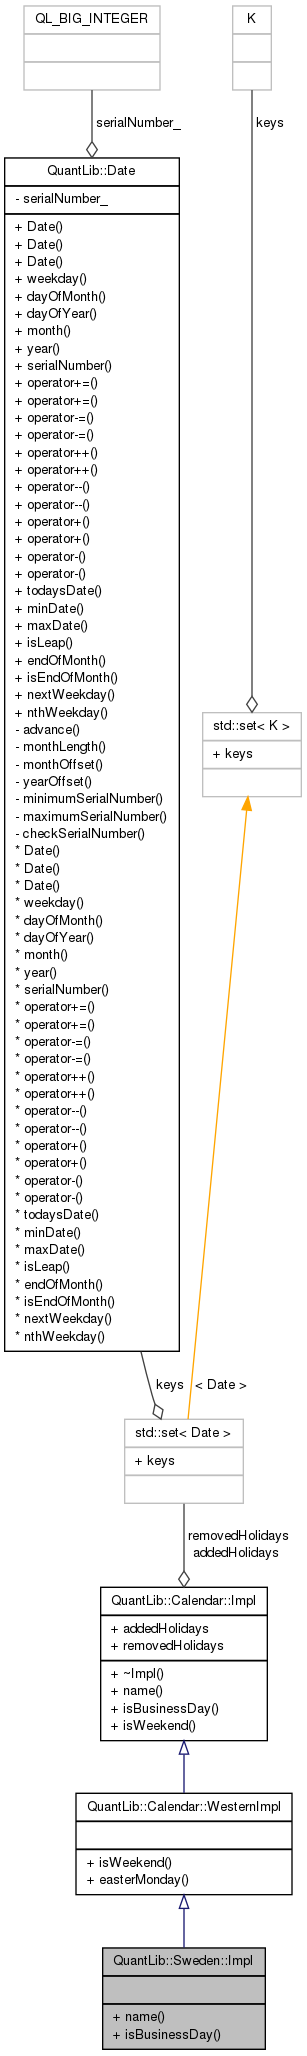 QL_BIG_INTEGER
K
serialNumber_
keys
QuantLib::Date
- serialNumber_
+ Date()
+ Date()
+ Date()
+ weekday()
+ dayOfMonth()
+ dayOfYear()
+ month()
+ year()
+ serialNumber()
+ operator+=()
+ operator+=()
+ operator-=()
+ operator-=()
+ operator++()
+ operator++()
+ operator--()
+ operator--()
+ operator+()
+ operator+()
+ operator-()
+ operator-()
+ todaysDate()
+ minDate()
+ maxDate()
+ isLeap()
+ endOfMonth()
+ isEndOfMonth()
+ nextWeekday()
+ nthWeekday()
- advance()
- monthLength()
- monthOffset()
- yearOffset()
- minimumSerialNumber()
- maximumSerialNumber()
- checkSerialNumber()
* Date()
* Date()
* Date()
* weekday()
* dayOfMonth()
* dayOfYear()
* month()
* year()
* serialNumber()
* operator+=()
* operator+=()
* operator-=()
* operator-=()
* operator++()
* operator++()
* operator--()
* operator--()
* operator+()
* operator+()
* operator-()
* operator-()
* todaysDate()
* minDate()
* maxDate()
* isLeap()
* endOfMonth()
* isEndOfMonth()
* nextWeekday()
* nthWeekday()
std::set< K >
+ keys
keys
< Date >
std::set< Date >
+ keys
removedHolidays
addedHolidays
QuantLib::Calendar::Impl
+ addedHolidays
+ removedHolidays
+ ~Impl()
+ name()
+ isBusinessDay()
+ isWeekend()
QuantLib::Calendar::WesternImpl
+ isWeekend()
+ easterMonday()
QuantLib::Sweden::Impl
+ name()
+ isBusinessDay()